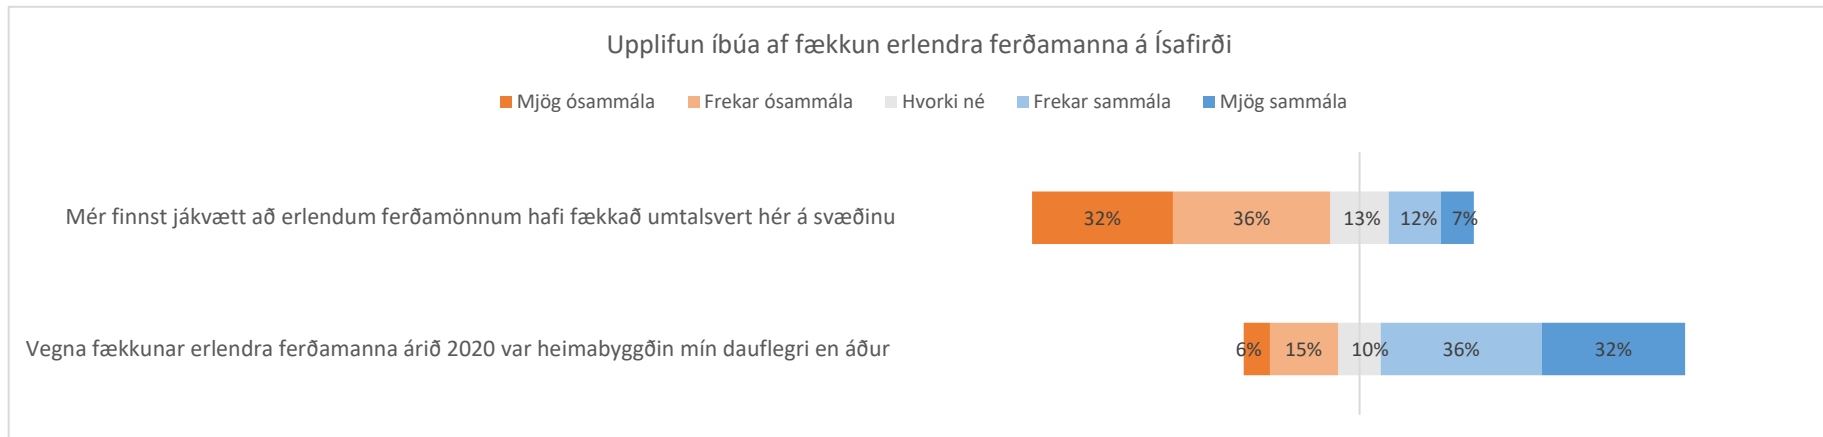 Upplifun íbúa af fækkun erlendra ferðamanna á Ísafirði
Mjög ósammála Frekar ósammála Hvorki né Frekar sammála Mjög sammála
Mér finnst jákvætt að erlendum ferðamönnum hafi fækkað umtalsvert hér á svæðinu 32% 36% 13% 12% 7%
Vegna fækkunar erlendra ferðamanna árið 2020 var heimabyggðin mín dauflegri en áður 6% 15% 10% 36% 32%